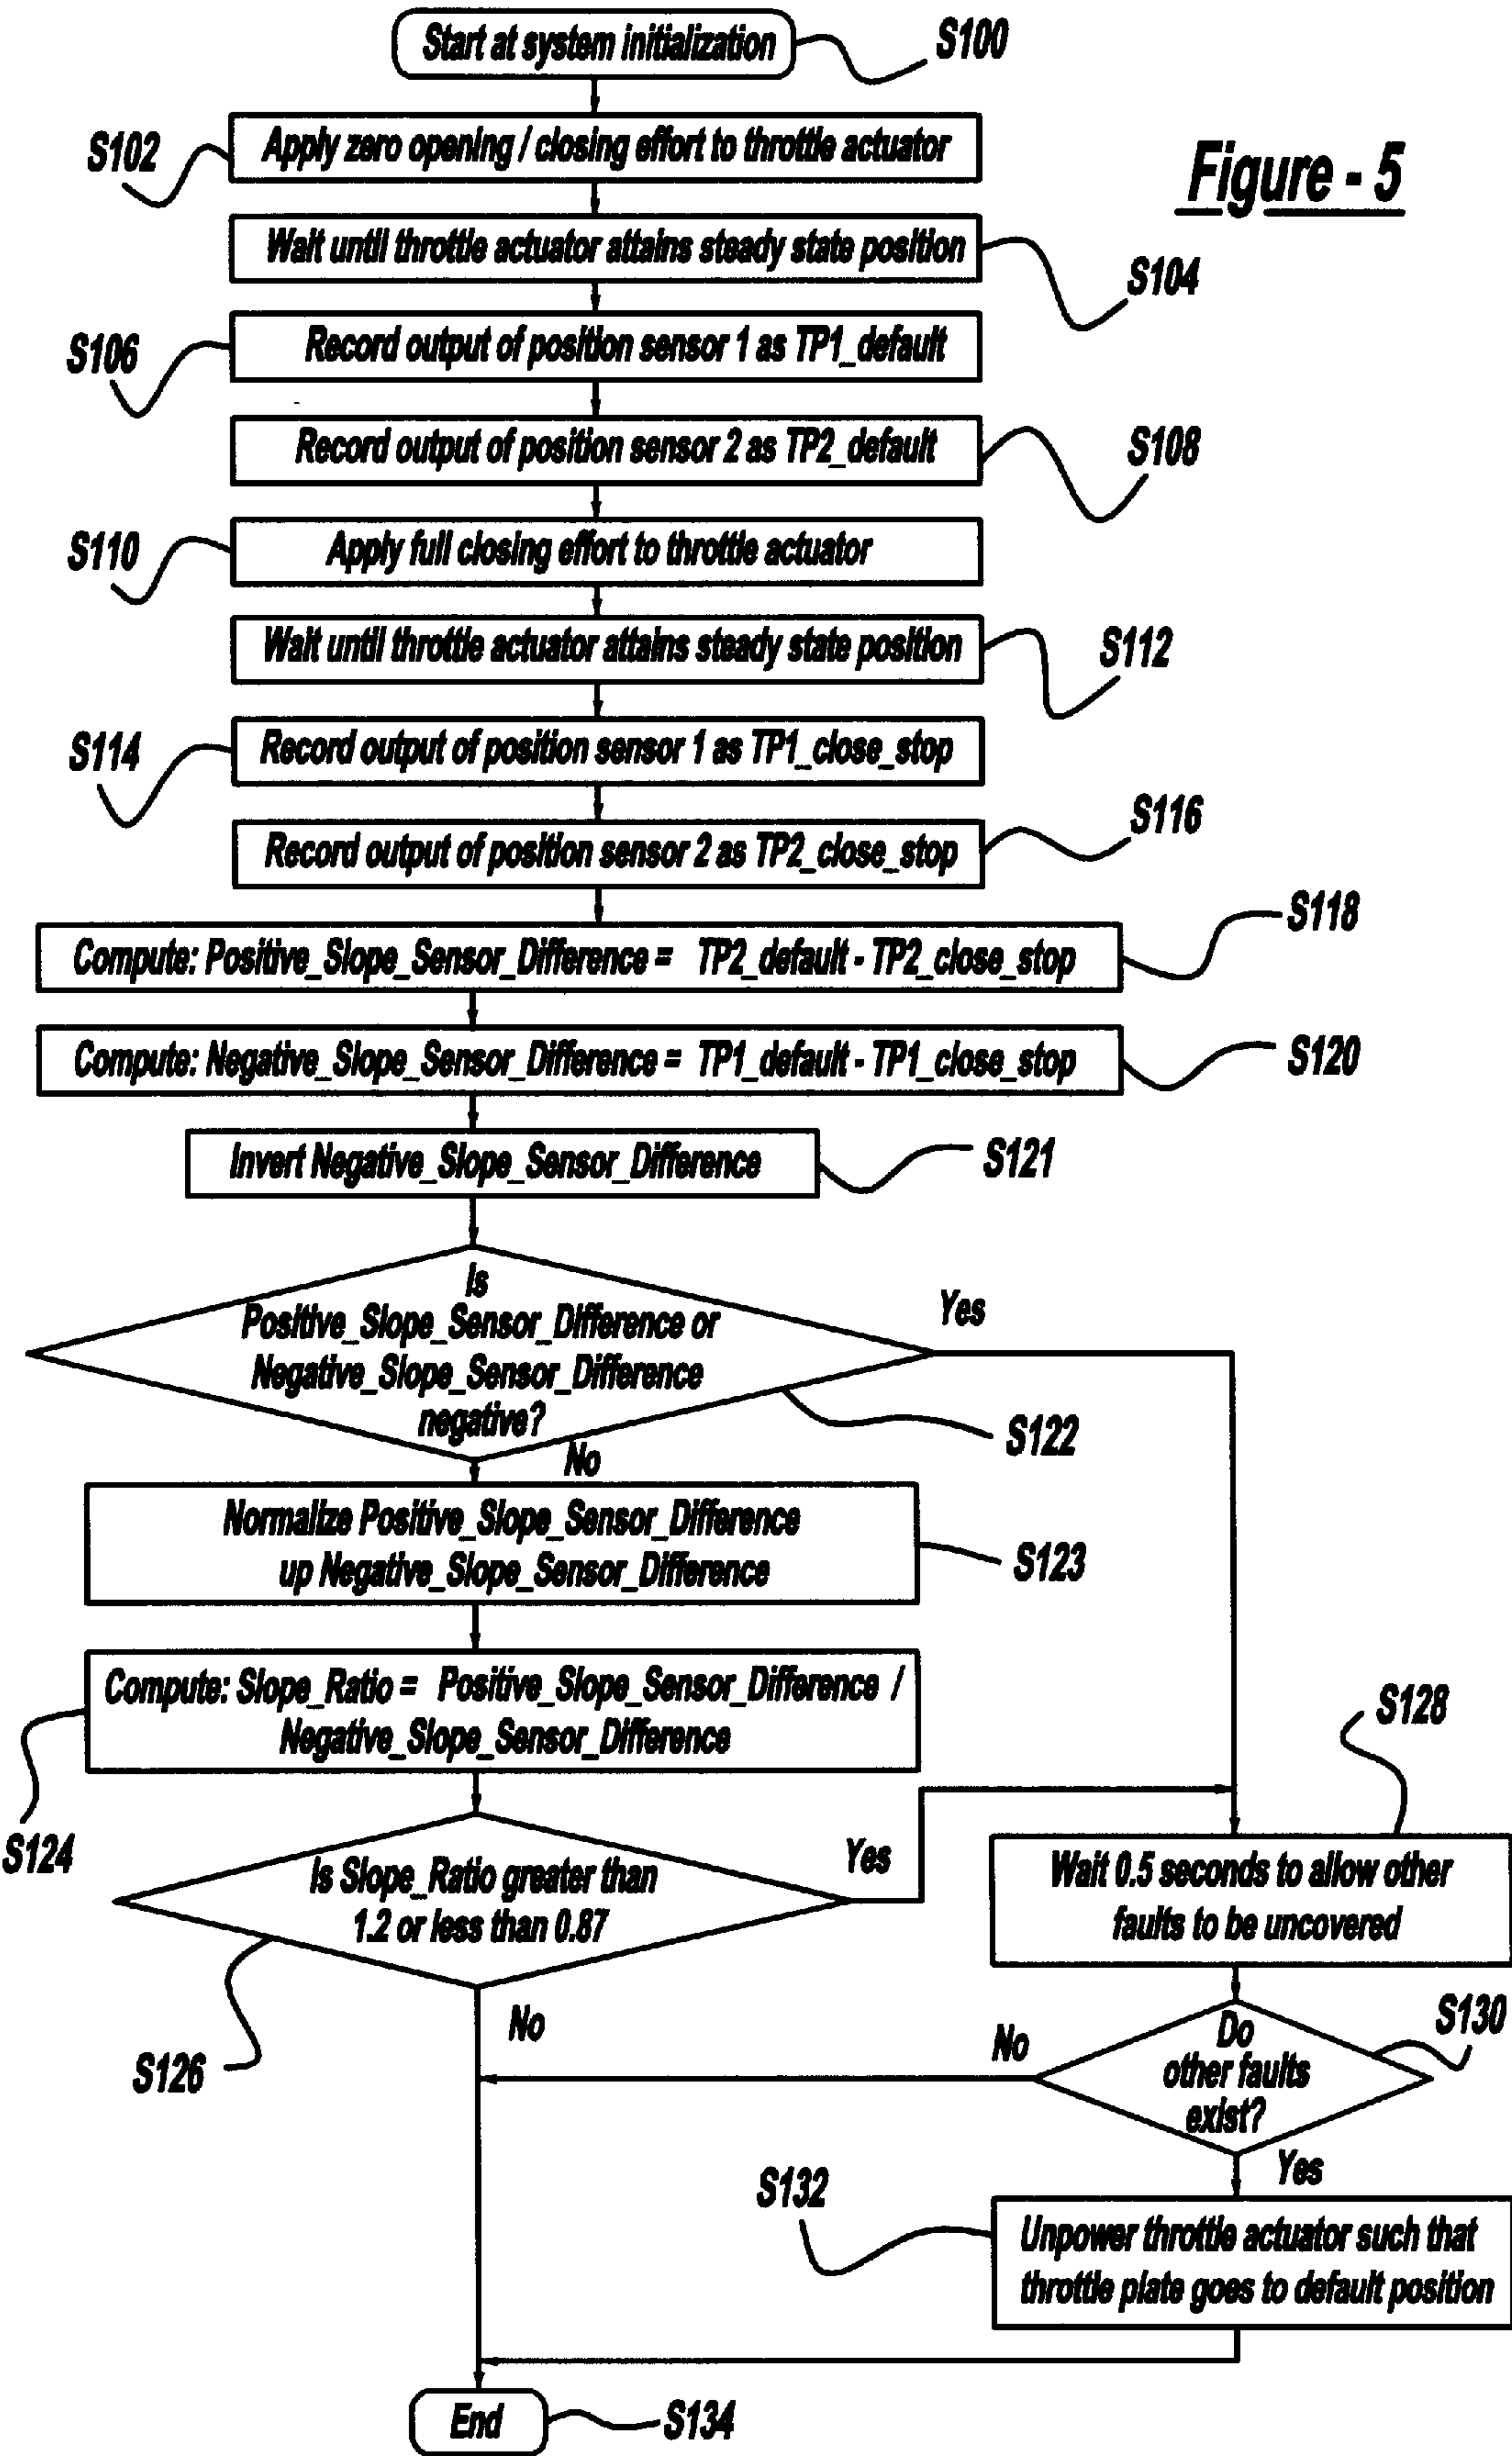 Start at system initialization
S100
Figure - 5
S102
Apply zero opening / closing effort to throttle actuator
Wait until throttle actuator attains steady state position
S104
S106
Record output of position sensor 1 as TP1_default
Record output of position sensor 2 as TP2_default
S108
S110
Apply full closing effort to throttle actuator
Wait until throttle actuator attains steady state position
S112
S114
Record output of position sensor 1 as TP1_close_stop
Record output of position sensor 2 as TP2_close_stop
S116
Compute: Positive_Slope_Sensor_Difference = TP2_default - TP2_close_stop
S118
Compute: Negative_Slope_Sensor_Difference = TP1_default - TP1_close_stop
S120
Invert Negative_Slope_Sensor_Difference
S121
Is
Positive_Slope_Sensor_Difference or
Negative_Slope_Sensor_Difference
negative?
Yes
S122
No
Normalize Positive_Slope_Sensor_Difference
up Negative_Slope_Sensor_Difference
S123
Compute: Slope_Ratio = Positive_Slope_Sensor_Difference /
Negative_Slope_Sensor_Difference
S124
S128
Is Slope_Ratio greater than
1.2 or less than 0.87
Yes
S126
No
Wait 0.5 seconds to allow other
faults to be uncovered
S130
Do
other faults
exist?
No
Yes
S132
Unpower throttle actuator such that
throttle plate goes to default position
End
S134